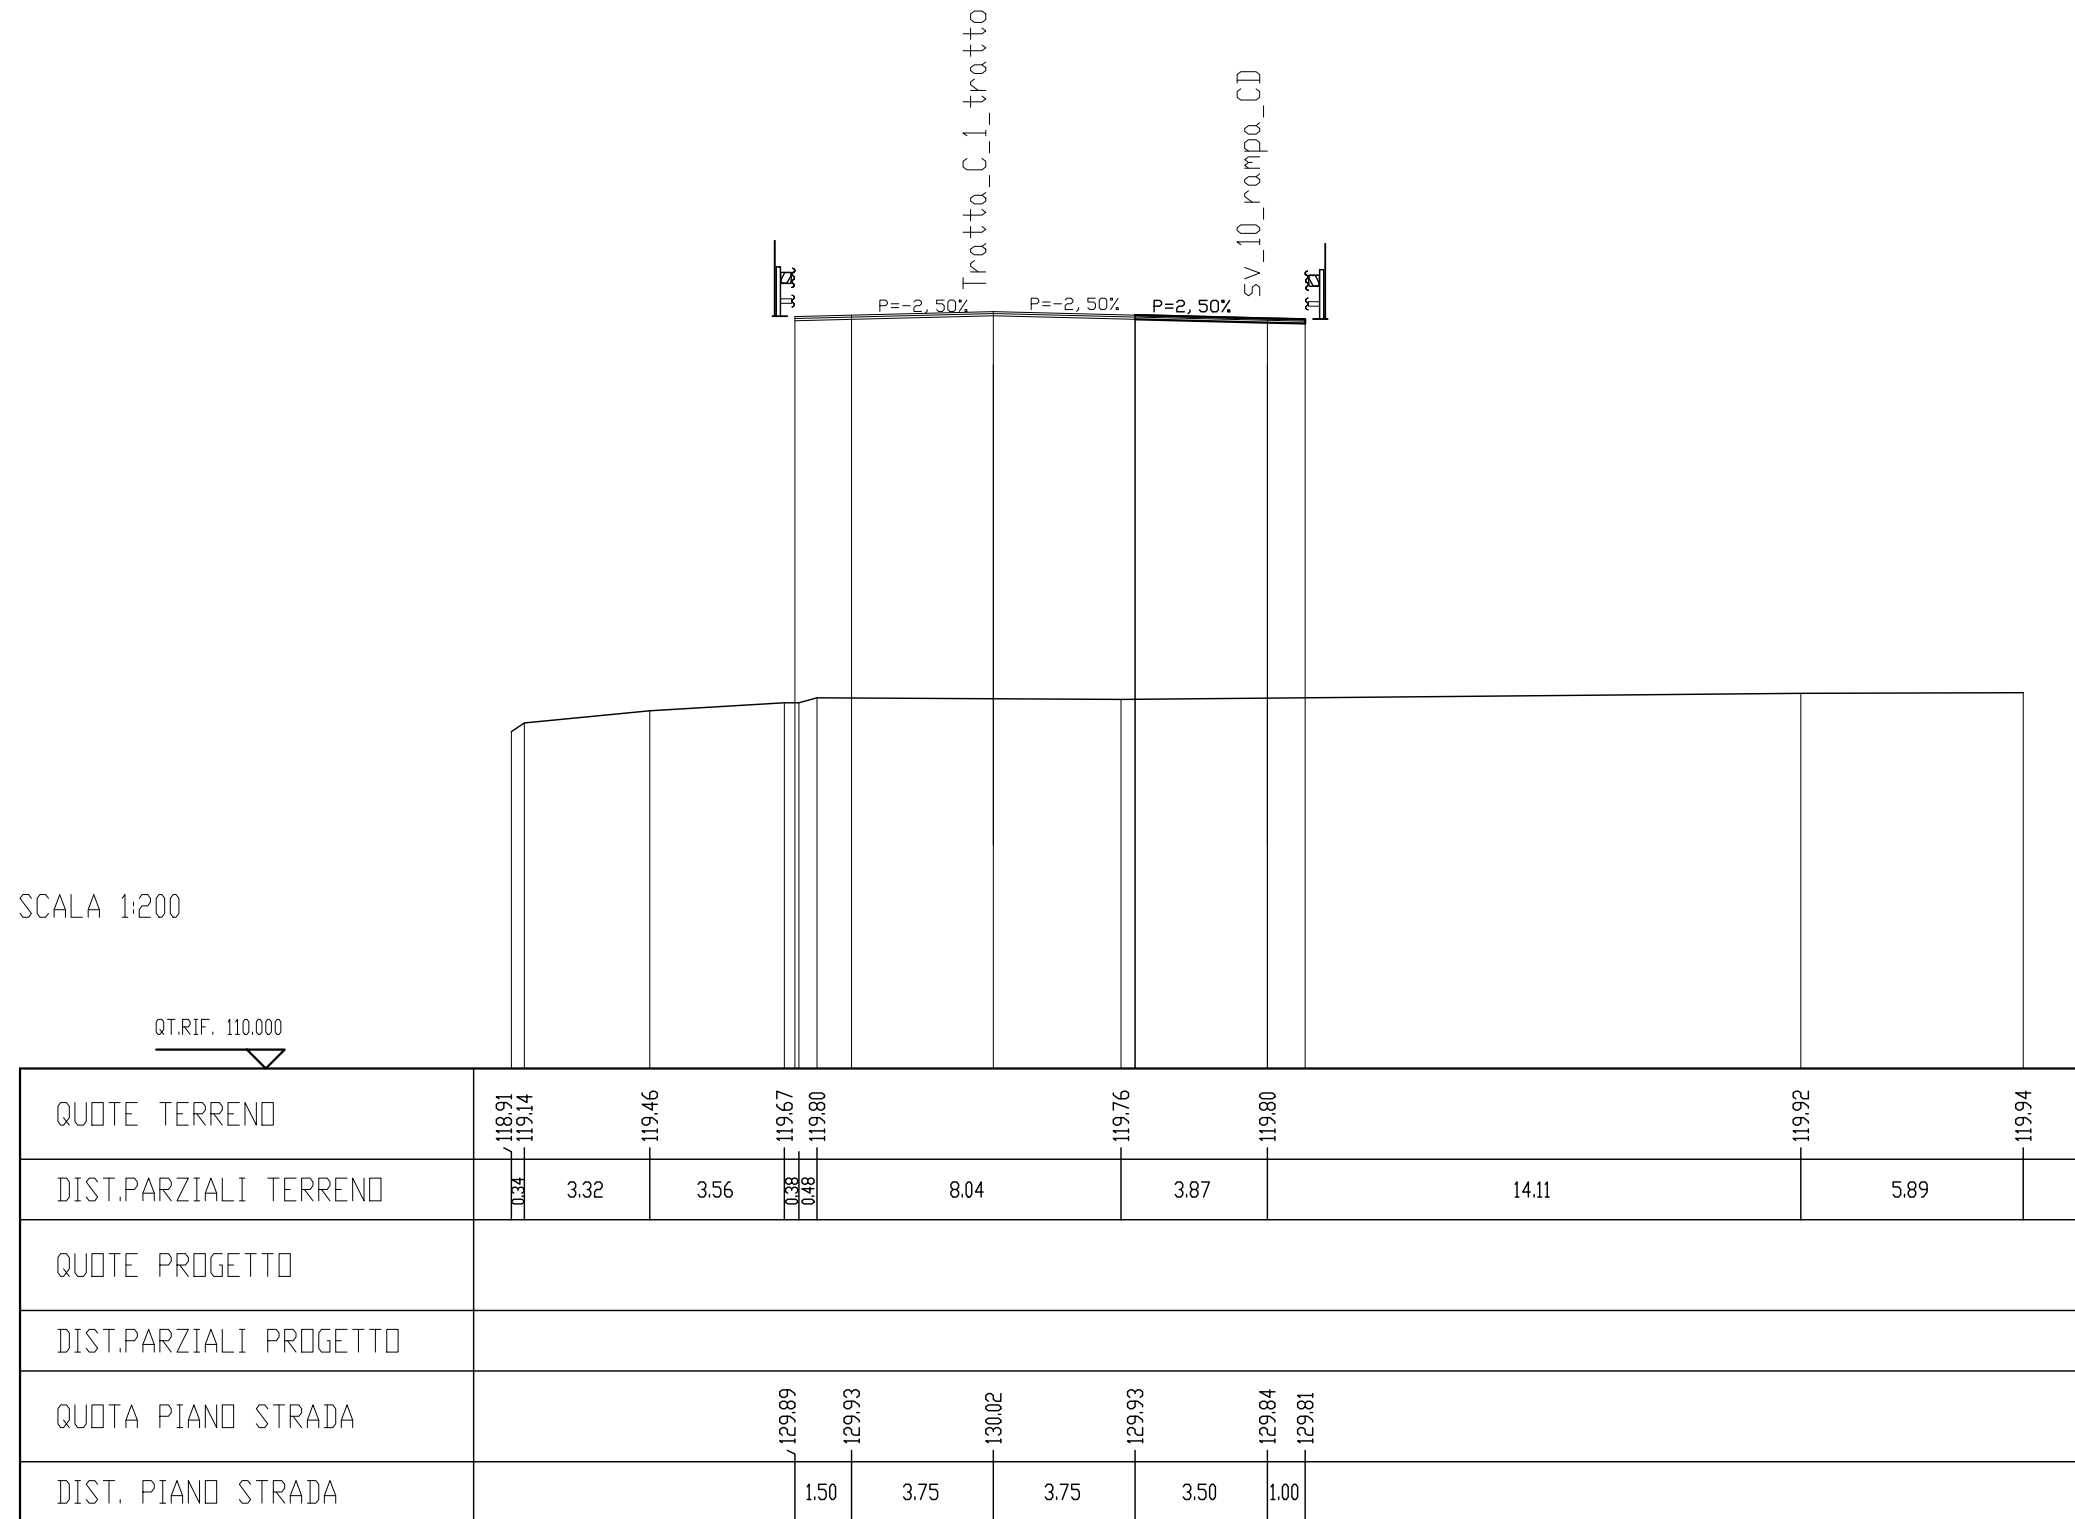 Tratta_C_1_tratto
sv_10_rampa_CD
P=-2,50%
P=-2,50%
P=2,50%
SCALA 1:200
QT.RIF. 110.000
QUOTE TERRENO
118.91 119.14 119.46 119.67 119.80 119.76 119.80 119.92 119.94
DIST.PARZIALI TERRENO
0.34 3.32 3.56 0.38 0.48 8.04 3.87 14.11 5.89
QUOTE PROGETTO
DIST.PARZIALI PROGETTO
QUOTA PIANO STRADA
129.89 129.93 130.02 129.93 129.84 129.81
DIST. PIANO STRADA
1.50 3.75 3.75 3.50 1.00